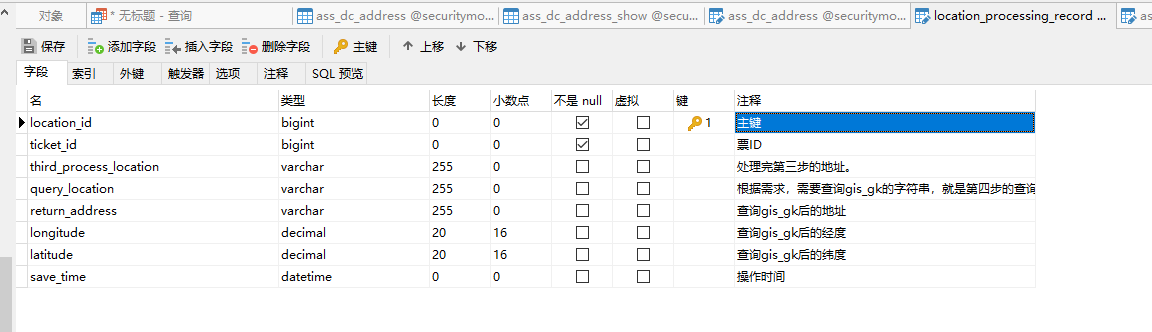 对象 * 无标题 - 查询 ass_dc_address @securitymo... ass_dc_address_show @secu... ass_dc_address @securitymo... location_processing_record ... as
保存 添加字段 插入字段 删除字段 主键 上移 下移
字段 索引 外键 触发器 选项 注释 SQL 预览
名 类型 长度 小数点 不是 null 虚拟 键 注释
location_id bigint 0 0 1 主键
ticket_id bigint 0 0 票ID
third_process_location varchar 255 0 处理完第三步的地址。
query_location varchar 255 0 根据需求，需要查询gis_gk的字符串，就是第四步的查询
return_address varchar 255 0 查询gis_gk后的地址
longitude decimal 20 16 查询gis_gk后的经度
latitude decimal 20 16 查询gis_gk后的纬度
save_time datetime 0 0 操作时间